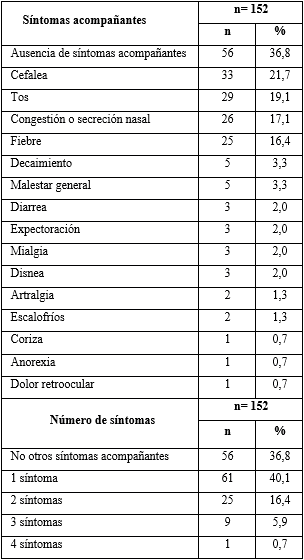 Síntomas acompañantes n= 152
n %
Ausencia de síntomas acompañantes 56 36,8
Cefalea 33 21,7
Tos 29 19,1
Congestión o secreción nasal 26 17,1
Fiebre 25 16,4
Decaimiento 5 3,3
Malestar general 5 3,3
Diarrea 3 2,0
Expectoración 3 2,0
Mialgia 3 2,0
Disnea 3 2,0
Artralgia 2 1,3
Escalofríos 2 1,3
Coriza 1 0,7
Anorexia 1 0,7
Dolor retroocular 1 0,7
Número de síntomas n= 152
n %
No otros síntomas acompañantes 56 36,8
1 síntoma 61 40,1
2 síntomas 25 16,4
3 síntomas 9 5,9
4 síntomas 1 0,7